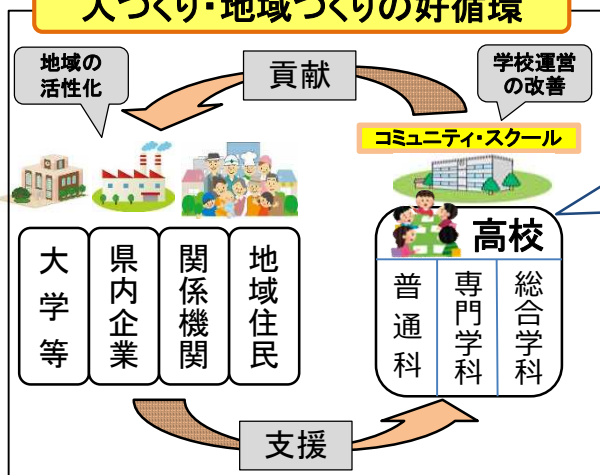 人づくり・地域づくりの好循環
地域の
活性化
貢献
学校運営
の改善
コミュニティ・スクール
高校
大学等
県内企業
関係機関
地域住民
普通科
専門学科
総合学科
支援